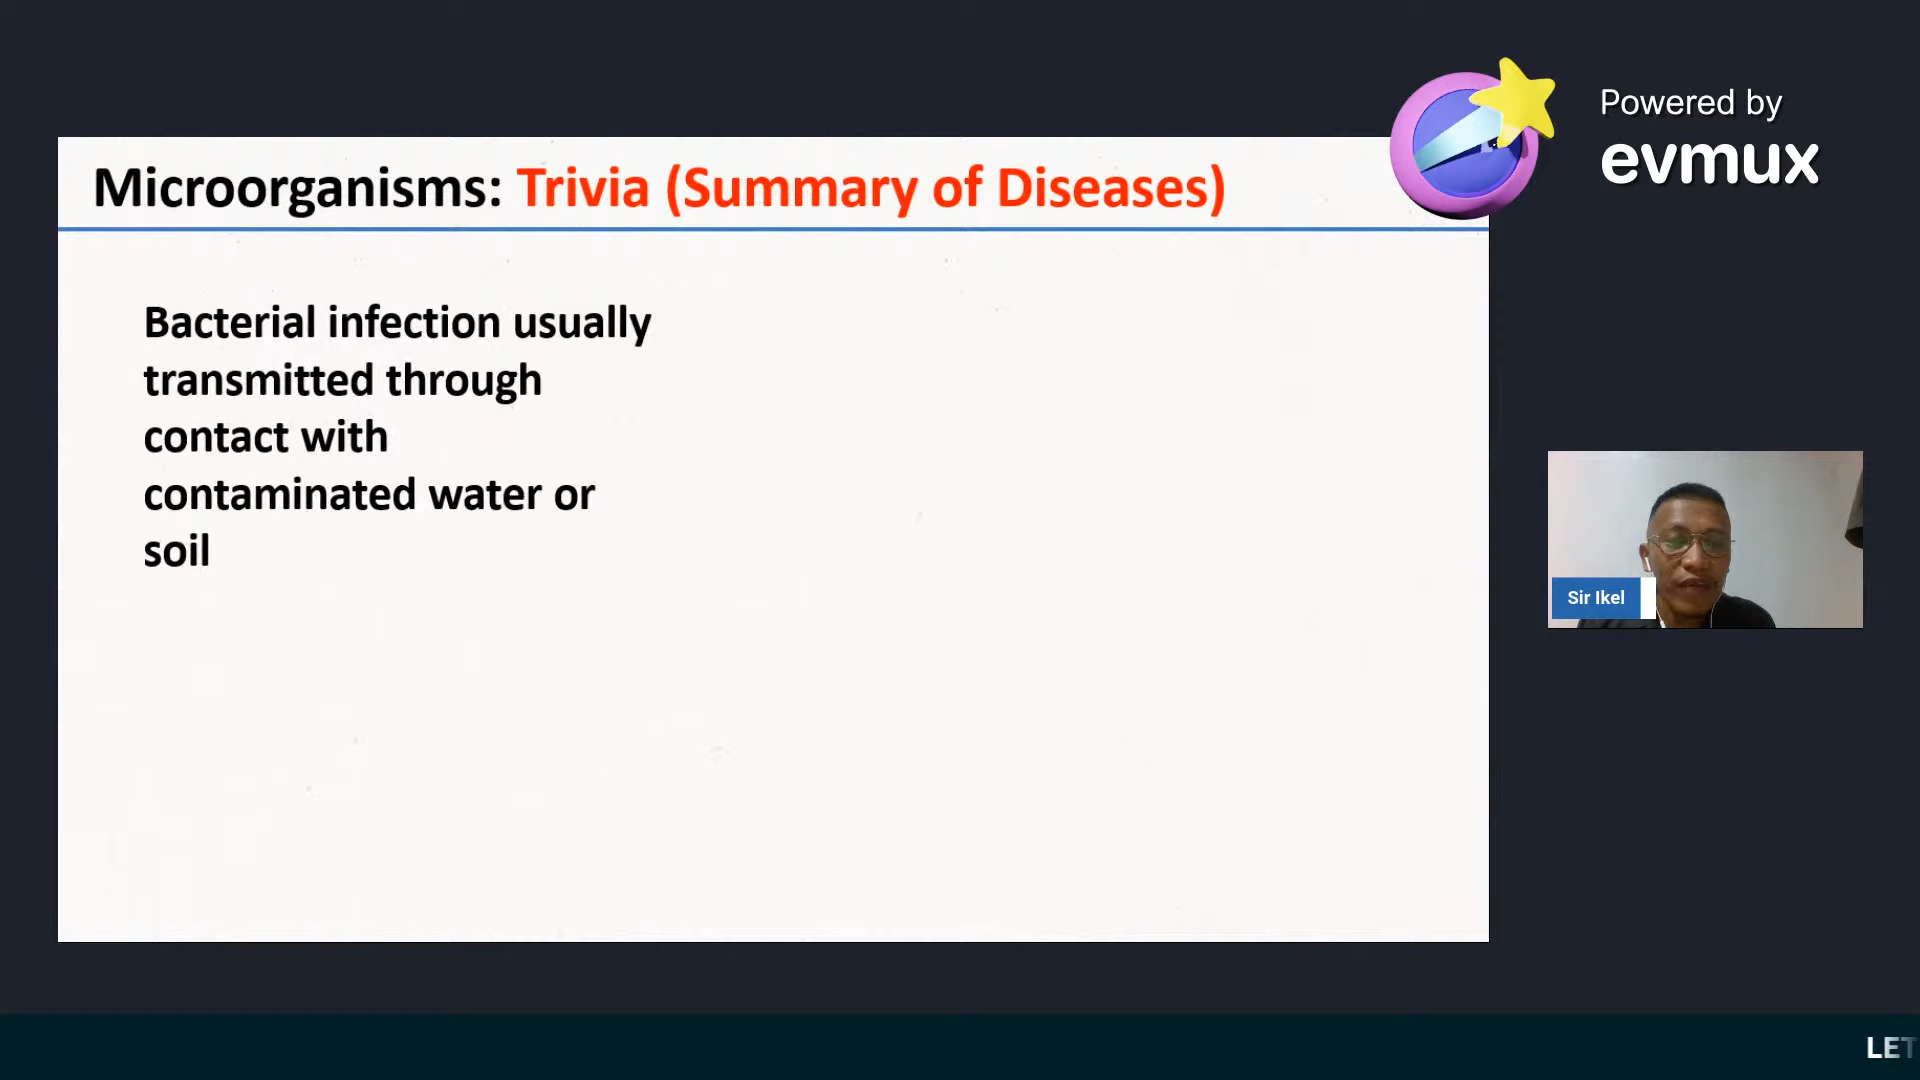 Powered by
evmux
Microorganisms: Trivia (Summary of Diseases)
Bacterial infection usually
transmitted through
contact with
contaminated water or
soil
Sir Ikel
LET